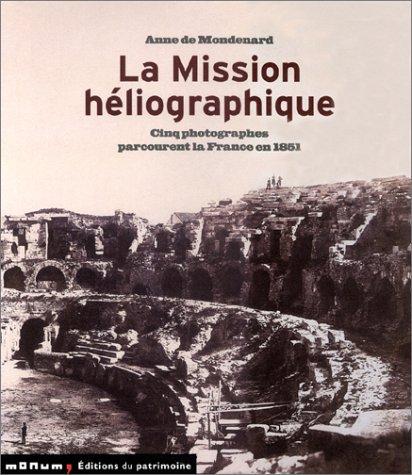 Anne de Mondenard
La Mission
héliographique
Cinq photographes
parcourent la France en 1851
monum, Éditions du patrimoine